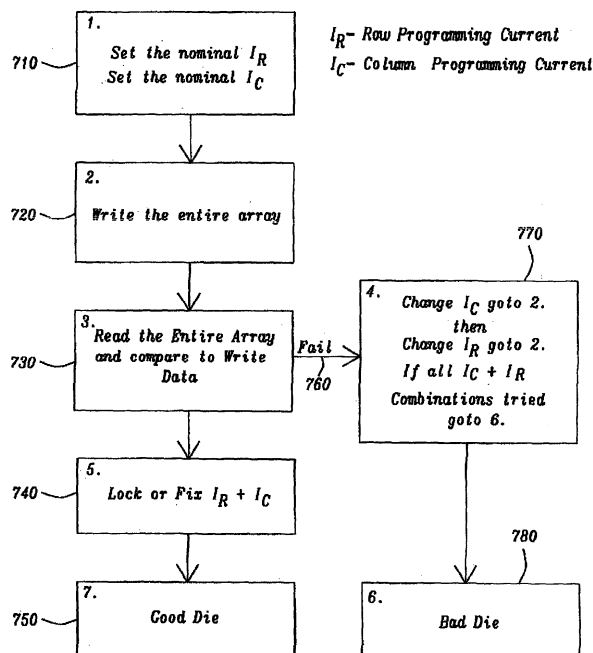 1.
Set the nominal I_R
Set the nominal I_C
710
I_R- Row Programming Current
I_C- Column Programming Current
2.
Write the entire array
720
3.
Read the Entire Array
and compare to Write
Data
730
Fail
760
770
4.
Change I_C goto 2.
then
Change I_R goto 2.
If all I_C + I_R
Combinations tried
goto 6.
5.
Lock or Fix I_R + I_C
740
7.
Good Die
750
780
6.
Bad Die